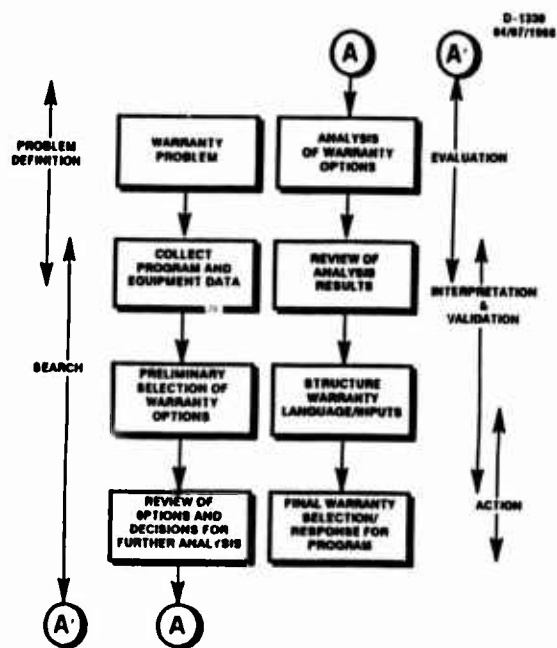 D-1330
A
A'
PROBLEM
DEFINITION
WARRANTY
PROBLEM
ANALYSIS
OF WARRANTY
OPTIONS
EVALUATION
COLLECT
PROGRAM AND
EQUIPMENT DATA
REVIEW OF
ANALYSIS
RESULTS
INTERPRETATION
&
VALIDATION
SEARCH
PRELIMINARY
SELECTION OF
WARRANTY
OPTIONS
STRUCTURE
WARRANTY
LANGUAGE/INPUTS
REVIEW OF
OPTIONS AND
DECISIONS FOR
FURTHER ANALYSIS
FINAL WARRANTY
SELECTION/
RESPONSE FOR
PROGRAM
ACTION
A'
A